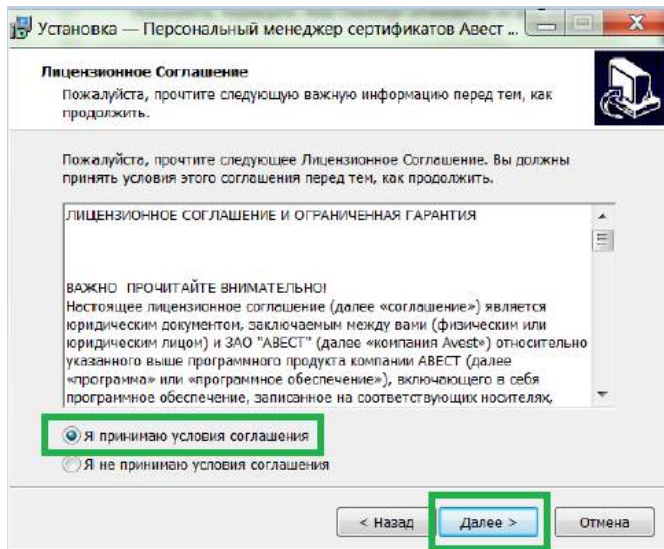 Установка — Персональный менеджер сертификатов Авест ...
Лицензионное Соглашение
Пожалуйста, прочтите следующую важную информацию перед тем, как
продолжить.
Пожалуйста, прочтите следующее Лицензионное Соглашение. Вы должны
принять условия этого соглашения перед тем, как продолжить.
ЛИЦЕНЗИОННОЕ СОГЛАШЕНИЕ И ОГРАНИЧЕННАЯ ГАРАНТИЯ
ВАЖНО ПРОЧИТАЙТЕ ВНИМАТЕЛЬНО!
Настоящее лицензионное соглашение (далее «соглашение») является
юридическим документом, заключаемым между вами (физическим или
юридическим лицом) и ЗАО "АВЕСТ" (далее «компания Avest») относительно
указанного выше программного продукта компании АВЕСТ (далее
«программа» или «программное обеспечение»), включающего в себя
программное обеспечение, записанное на соответствующих носителях,
Я принимаю условия соглашения
Я не принимаю условия соглашения
< Назад Далее > Отмена